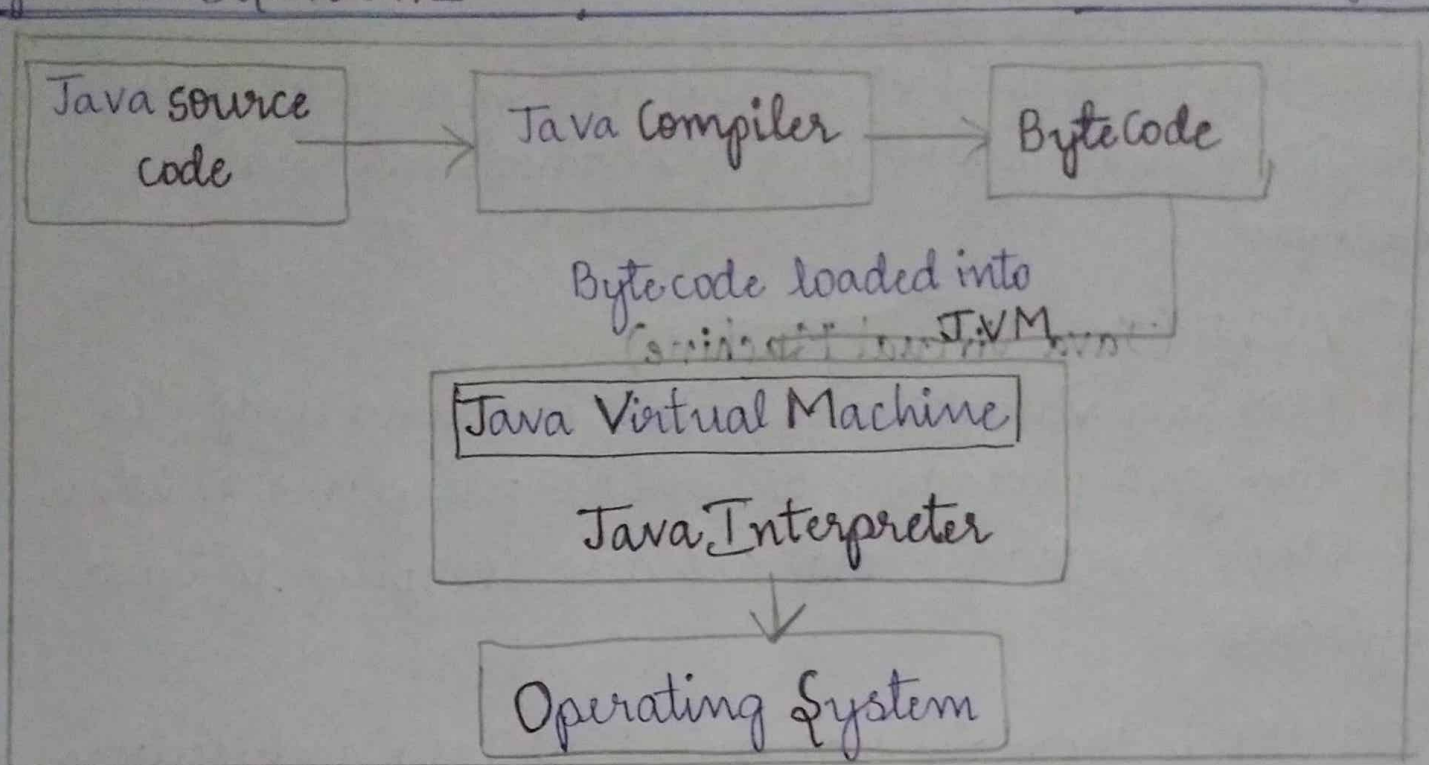 Java source
code
Java Compiler
ByteCode
Bytecode loaded into
JVM
Java Virtual Machine
Java Interpreter
Operating System